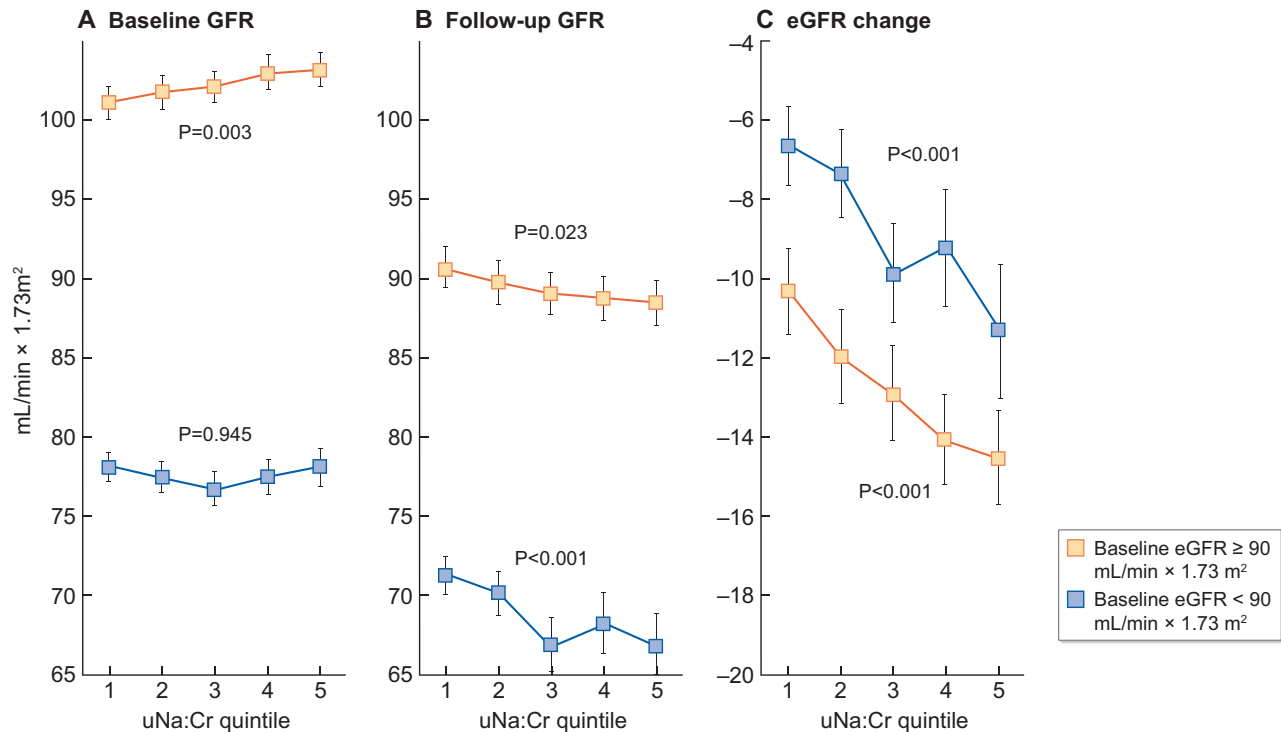 A Baseline GFR
B Follow-up GFR
C eGFR change
mL/min × 1.73m²
100
95
90
85
80
75
70
65
P=0.003
P=0.945
1 2 3 4 5
uNa:Cr quintile
100
95
90
85
80
75
70
65
P=0.023
P<0.001
1 2 3 4 5
uNa:Cr quintile
–4
–6
–8
–10
–12
–14
–16
–18
–20
P<0.001
P<0.001
1 2 3 4 5
uNa:Cr quintile
Baseline eGFR ≥ 90
mL/min × 1.73 m²
Baseline eGFR < 90
mL/min × 1.73 m²